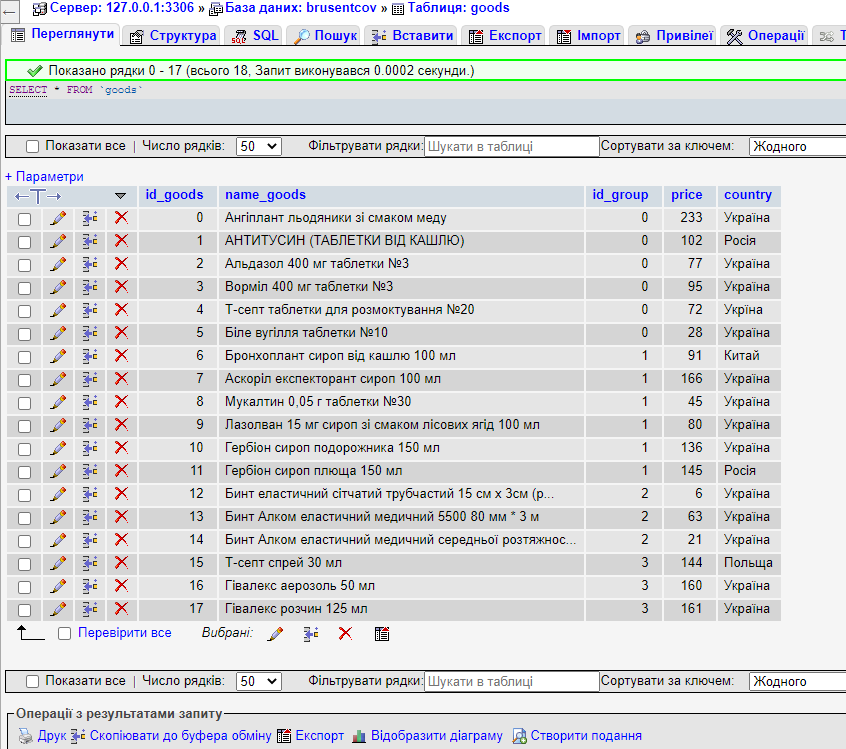 Сервер: 127.0.0.1:3306 » База даних: brusentcov » Таблиця: goods
Переглянути Структура SQL Пошук Вставити Експорт Імпорт Привілеї Операції
Показано рядки 0 - 17 (всього 18, Запит виконувався 0.0002 секунди.)
SELECT * FROM `goods`
Показати все | Число рядків: 50 Фільтрувати рядки: Шукати в таблиці Сортувати за ключем: Жодного
+ Параметри
←T→ id_goods name_goods id_group price country
0 Ангіплант льодяники зі смаком меду 0 233 Україна
1 АНТИТУСИН (ТАБЛЕТКИ ВІД КАШЛЮ) 0 102 Росія
2 Альдазол 400 мг таблетки №3 0 77 Україна
3 Ворміл 400 мг таблетки №3 0 95 Україна
4 Т-септ таблетки для розмоктування №20 0 72 Укріна
5 Біле вугілля таблетки №10 0 28 Україна
6 Бронхоплант сироп від кашлю 100 мл 1 91 Китай
7 Аскоріл експекторант сироп 100 мл 1 166 Україна
8 Мукалтин 0,05 г таблетки №30 1 45 Україна
9 Лазолван 15 мг сироп зі смаком лісових ягід 100 мл 1 80 Україна
10 Гербіон сироп подорожника 150 мл 1 136 Україна
11 Гербіон сироп плюща 150 мл 1 145 Росія
12 Бинт еластичний сітчатий трубчастий 15 см х 3см (р... 2 6 Україна
13 Бинт Алком еластичний медичний 5500 80 мм * 3 м 2 63 Україна
14 Бинт Алком еластичний медичний середньої розтяжнос... 2 21 Україна
15 Т-септ спрей 30 мл 3 144 Польща
16 Гівалекс аерозоль 50 мл 3 160 Україна
17 Гівалекс розчин 125 мл 3 161 Україна
Перевірити все Вибрані:
Показати все | Число рядків: 50 Фільтрувати рядки: Шукати в таблиці Сортувати за ключем: Жодного
Операції з результатами запиту
Друк Скопіювати до буфера обміну Експорт Відобразити діаграму Створити подання